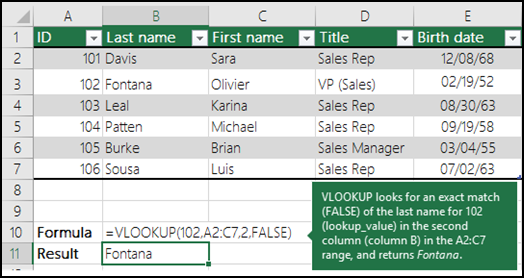 A B C D E
1 ID Last name First name Title Birth date
2 101 Davis Sara Sales Rep 12/08/68
3 102 Fontana Olivier VP (Sales) 02/19/52
4 103 Leal Karina Sales Rep 08/30/63
5 104 Patten Michael Sales Rep 09/19/58
6 105 Burke Brian Sales Manager 03/04/55
7 106 Sousa Luis Sales Rep 07/02/63
8
9
10 Formula =VLOOKUP(102,A2:C7,2,FALSE)
11 Result Fontana
VLOOKUP looks for an exact match
(FALSE) of the last name for 102
(lookup_value) in the second
column (column B) in the A2:C7
range, and returns Fontana.